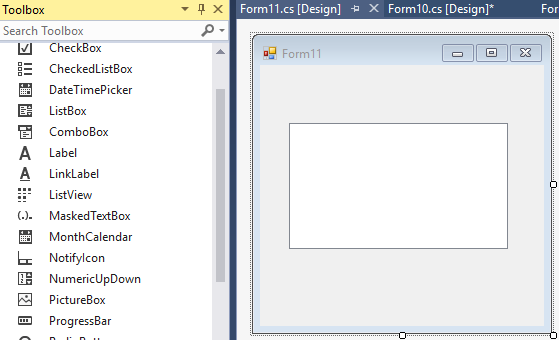 Toolbox
Search Toolbox
CheckBox
CheckedListBox
DateTimePicker
ListBox
ComboBox
Label
LinkLabel
ListView
MaskedTextBox
MonthCalendar
NotifyIcon
NumericUpDown
PictureBox
ProgressBar
Form11.cs [Design]
Form10.cs [Design]*
For
Form11